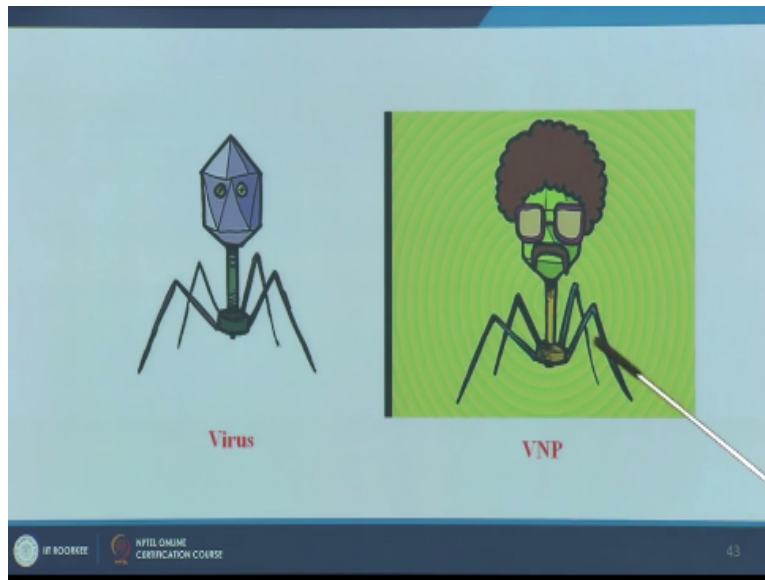 Virus
VNP
IIT ROORKEE
NPTEL ONLINE
CERTIFICATION COURSE
43